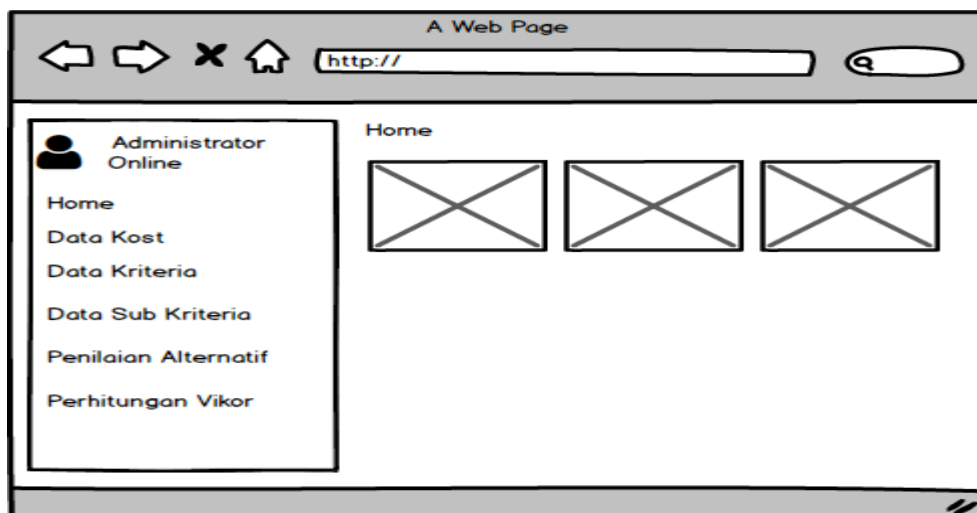 A Web Page
http://
Administrator
Online
Home
Data Kost
Data Kriteria
Data Sub Kriteria
Penilaian Alternatif
Perhitungan Vikor
Home